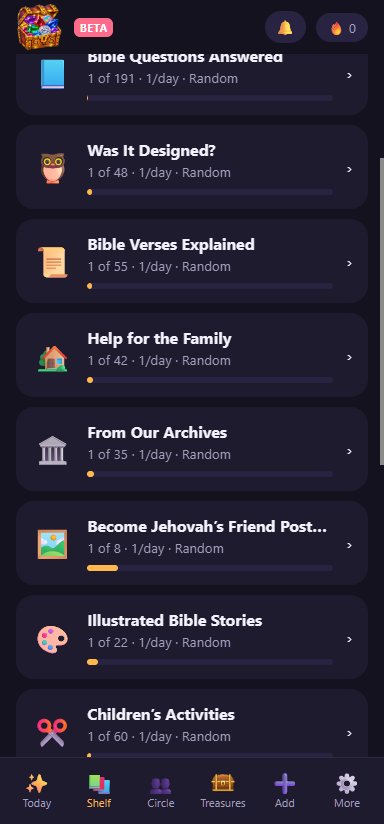 BETA
0
Bible Questions Answered
1 of 191 · 1/day · Random
Was It Designed?
1 of 48 · 1/day · Random
Bible Verses Explained
1 of 55 · 1/day · Random
Help for the Family
1 of 42 · 1/day · Random
From Our Archives
1 of 35 · 1/day · Random
Become Jehovah’s Friend Post...
1 of 8 · 1/day · Random
Illustrated Bible Stories
1 of 22 · 1/day · Random
Children’s Activities
1 of 60 · 1/day · Random
Today
Shelf
Circle
Treasures
Add
More